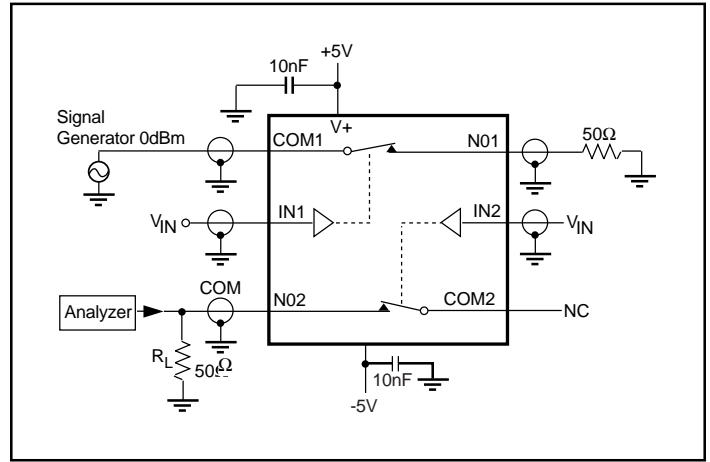 +5V
10nF
V+
Signal
Generator 0dBm
COM1
N01
50Ω
VIN
IN1
IN2
VIN
COM
N02
COM2
NC
Analyzer
RL
50Ω
10nF
-5V